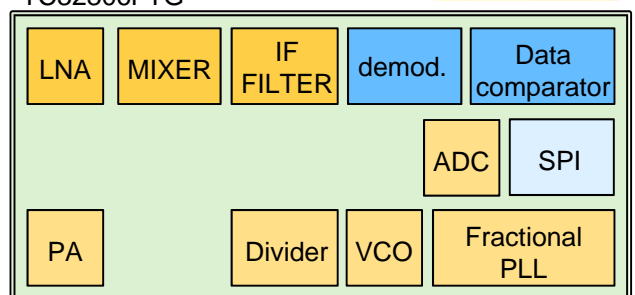 LNA
MIXER
IF
FILTER
demod.
Data
comparator
ADC
SPI
PA
Divider
VCO
Fractional
PLL